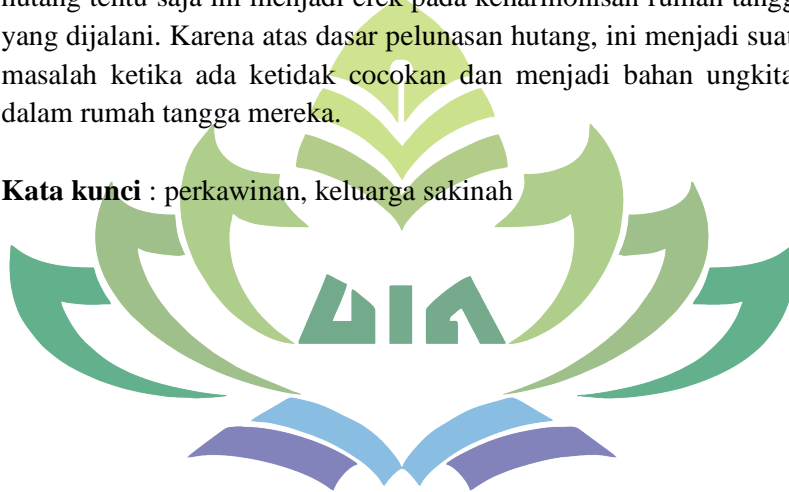 hutang tentu saja ini menjadi efek pada keharmonisan rumah tangg
yang dijalani. Karena atas dasar pelunasan hutang, ini menjadi suat
masalah ketika ada ketidak cocokan dan menjadi bahan ungkita
dalam rumah tangga mereka.
Kata kunci : perkawinan, keluarga sakinah
UIN